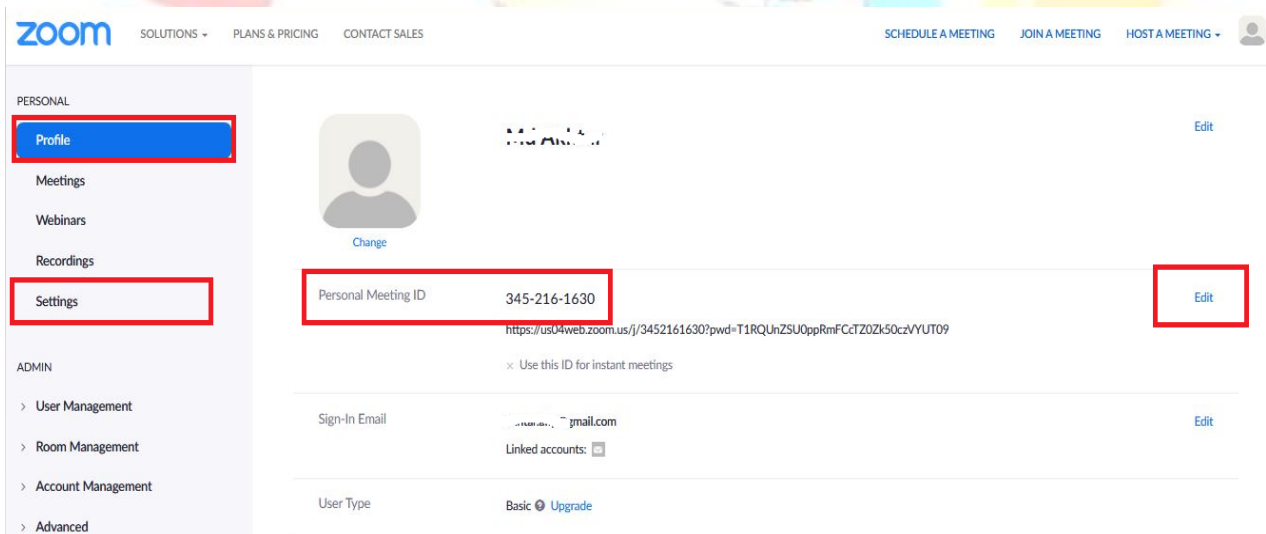 zoom SOLUTIONS PLANS & PRICING CONTACT SALES SCHEDULE A MEETING JOIN A MEETING HOST A MEETING
PERSONAL
Profile
Meetings
Webinars
Recordings
Settings
ADMIN
> User Management
> Room Management
> Account Management
> Advanced
Edit
Change
Personal Meeting ID 345-216-1630 Edit
https://us04web.zoom.us/j/3452161630?pwd=T1RQUnZSU0ppRmFCcTZ0Zk50czVYUT09
× Use this ID for instant meetings
Sign-In Email gmail.com Edit
Linked accounts:
User Type Basic Upgrade